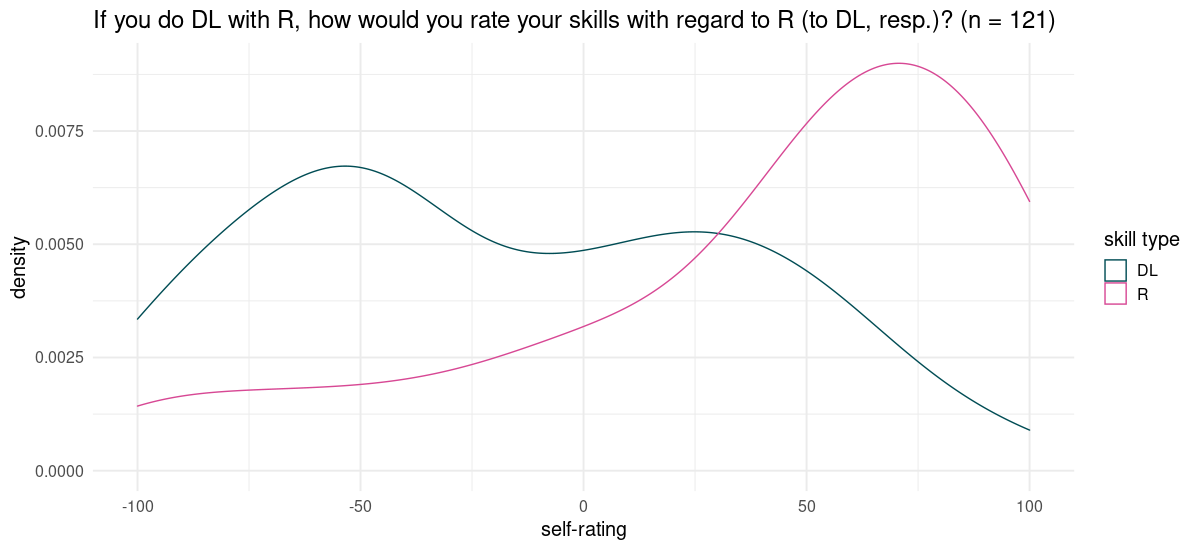 If you do DL with R, how would you rate your skills with regard to R (to DL, resp.)? (n = 121)
density
0.0075
0.0050
0.0025
0.0000
-100
-50
0
50
100
self-rating
skill type
DL
R